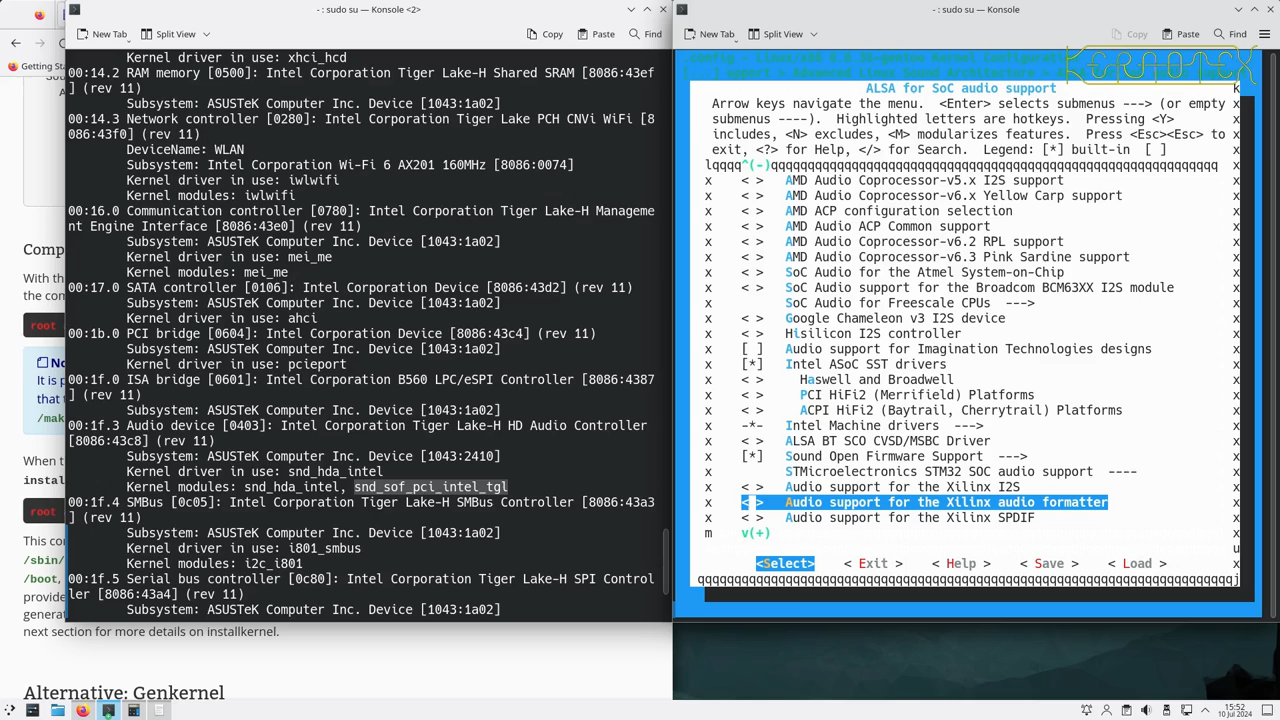 - : sudo su — Konsole <2>
- : sudo su — Konsole
New Tab
Split View
Copy
Paste
Find
New Tab
Split View
Copy
Paste
Find
Getting Star
Comp
With th
the com
root
No
It is p
that t
/mak
When t
instal
root
This co
/sbin/
/boot,
provide
generat
next section for more details on installkernel.
Alternative: Genkernel
Kernel driver in use: xhci_hcd
00:14.2 RAM memory [0500]: Intel Corporation Tiger Lake-H Shared SRAM [8086:43ef
] (rev 11)
Subsystem: ASUSTeK Computer Inc. Device [1043:1a02]
00:14.3 Network controller [0280]: Intel Corporation Tiger Lake PCH CNVi WiFi [8
086:43f0] (rev 11)
DeviceName: WLAN
Subsystem: Intel Corporation Wi-Fi 6 AX201 160MHz [8086:0074]
Kernel driver in use: iwlwifi
Kernel modules: iwlwifi
00:16.0 Communication controller [0780]: Intel Corporation Tiger Lake-H Manageme
nt Engine Interface [8086:43e0] (rev 11)
Subsystem: ASUSTeK Computer Inc. Device [1043:1a02]
Kernel driver in use: mei_me
Kernel modules: mei_me
00:17.0 SATA controller [0106]: Intel Corporation Device [8086:43d2] (rev 11)
Subsystem: ASUSTeK Computer Inc. Device [1043:1a02]
Kernel driver in use: ahci
00:1b.0 PCI bridge [0604]: Intel Corporation Device [8086:43c4] (rev 11)
Subsystem: ASUSTeK Computer Inc. Device [1043:1a02]
Kernel driver in use: pcieport
00:1f.0 ISA bridge [0601]: Intel Corporation B560 LPC/eSPI Controller [8086:4387
] (rev 11)
Subsystem: ASUSTeK Computer Inc. Device [1043:1a02]
00:1f.3 Audio device [0403]: Intel Corporation Tiger Lake-H HD Audio Controller
[8086:43c8] (rev 11)
Subsystem: ASUSTeK Computer Inc. Device [1043:2410]
Kernel driver in use: snd_hda_intel
Kernel modules: snd_hda_intel, snd_sof_pci_intel_tgl
00:1f.4 SMBus [0c05]: Intel Corporation Tiger Lake-H SMBus Controller [8086:43a3
] (rev 11)
Subsystem: ASUSTeK Computer Inc. Device [1043:1a02]
Kernel driver in use: i801_smbus
Kernel modules: i2c_i801
00:1f.5 Serial bus controller [0c80]: Intel Corporation Tiger Lake-H SPI Control
ler [8086:43a4] (rev 11)
Subsystem: ASUSTeK Computer Inc. Device [1043:1a02]
KERNOTEX
ALSA for SoC audio support
Arrow keys navigate the menu. <Enter> selects submenus ---> (or empty
submenus ----). Highlighted letters are hotkeys. Pressing <Y>
includes, <N> excludes, <M> modularizes features. Press <Esc><Esc> to
exit, <?> for Help, </> for Search. Legend: [*] built-in [ ]
lqqqq^(-)qqqqqqqqqqqqqqqqqqqqqqqqqqqqqqqqqqqqqqqqqqqqqqqqqqqqqqqqqqqqq x
x < > AMD Audio Coprocessor-v5.x I2S support x
x < > AMD Audio Coprocessor-v6.x Yellow Carp support x
x < > AMD ACP configuration selection x
x < > AMD Audio ACP Common support x
x < > AMD Audio Coprocessor-v6.2 RPL support x
x < > AMD Audio Coprocessor-v6.3 Pink Sardine support x
x < > SoC Audio for the Atmel System-on-Chip x
x < > SoC Audio support for the Broadcom BCM63XX I2S module x
x SoC Audio for Freescale CPUs ---> x
x < > Google Chameleon v3 I2S device x
x < > Hisilicon I2S controller x
x [ ] Audio support for Imagination Technologies designs x
x [*] Intel ASoC SST drivers x
x < > Haswell and Broadwell x
x < > PCI HiFi2 (Merrifield) Platforms x
x < > ACPI HiFi2 (Baytrail, Cherrytrail) Platforms x
x -*- Intel Machine drivers ---> x
x < > ALSA BT SCO CVSD/MSBC Driver x
x [*] Sound Open Firmware Support ---> x
x STMicroelectronics STM32 SOC audio support ---- x
x < > Audio support for the Xilinx I2S x
x < > Audio support for the Xilinx audio formatter x
x < > Audio support for the Xilinx SPDIF x
m v(+) x
u
<Select> < Exit > < Help > < Save > < Load > x
15:52
10 Jul 2024